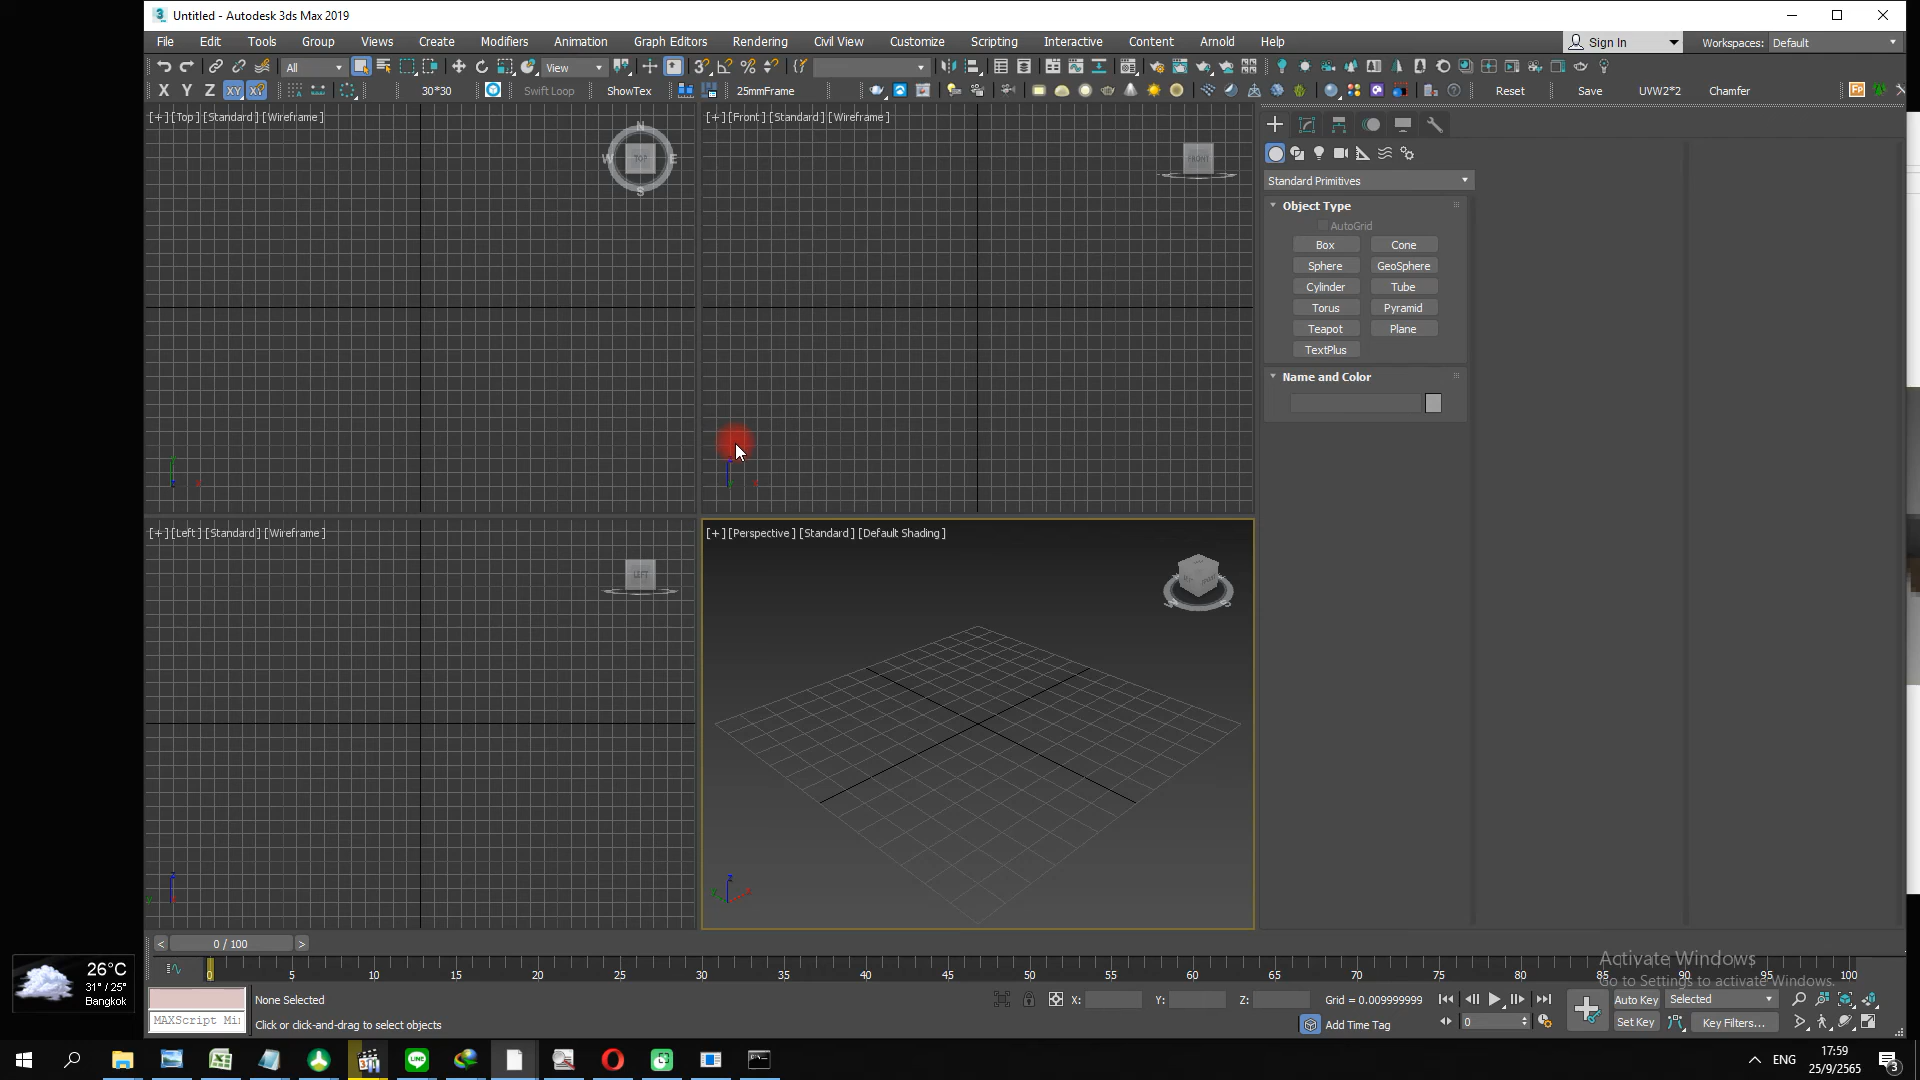 Untitled - Autodesk 3ds Max 2019
File Edit Tools Group Views Create Modifiers Animation Graph Editors Rendering Civil View Customize Scripting Interactive Content Arnold Help
Sign In Workspaces: Default
All View
X Y Z XY XY 30*30 Swift Loop ShowTex 25mmFrame Reset Save UVW2*2 Chamfer
[+] [Top] [Standard] [Wireframe]
[+] [Front] [Standard] [Wireframe]
N
W TOP E
S
FRONT
Standard Primitives
Object Type
AutoGrid
Box Cone
Sphere GeoSphere
Cylinder Tube
Torus Pyramid
Teapot Plane
TextPlus
Name and Color
[+] [Left] [Standard] [Wireframe]
[+] [Perspective] [Standard] [Default Shading]
LEFT
< 0 / 100 >
0 5 10 15 20 25 30 35 40 45 50 55 60 65 70 75 80 85 90 95 100
Activate Windows
Go to Settings to activate Windows.
26°C
31° / 25°
Bangkok
None Selected
X: Y: Z: Grid = 0.009999999
Auto Key Selected
MAXScript Mi
Click or click-and-drag to select objects
Add Time Tag
0
Set Key Key Filters...
ENG
17:59
25/9/2565
3